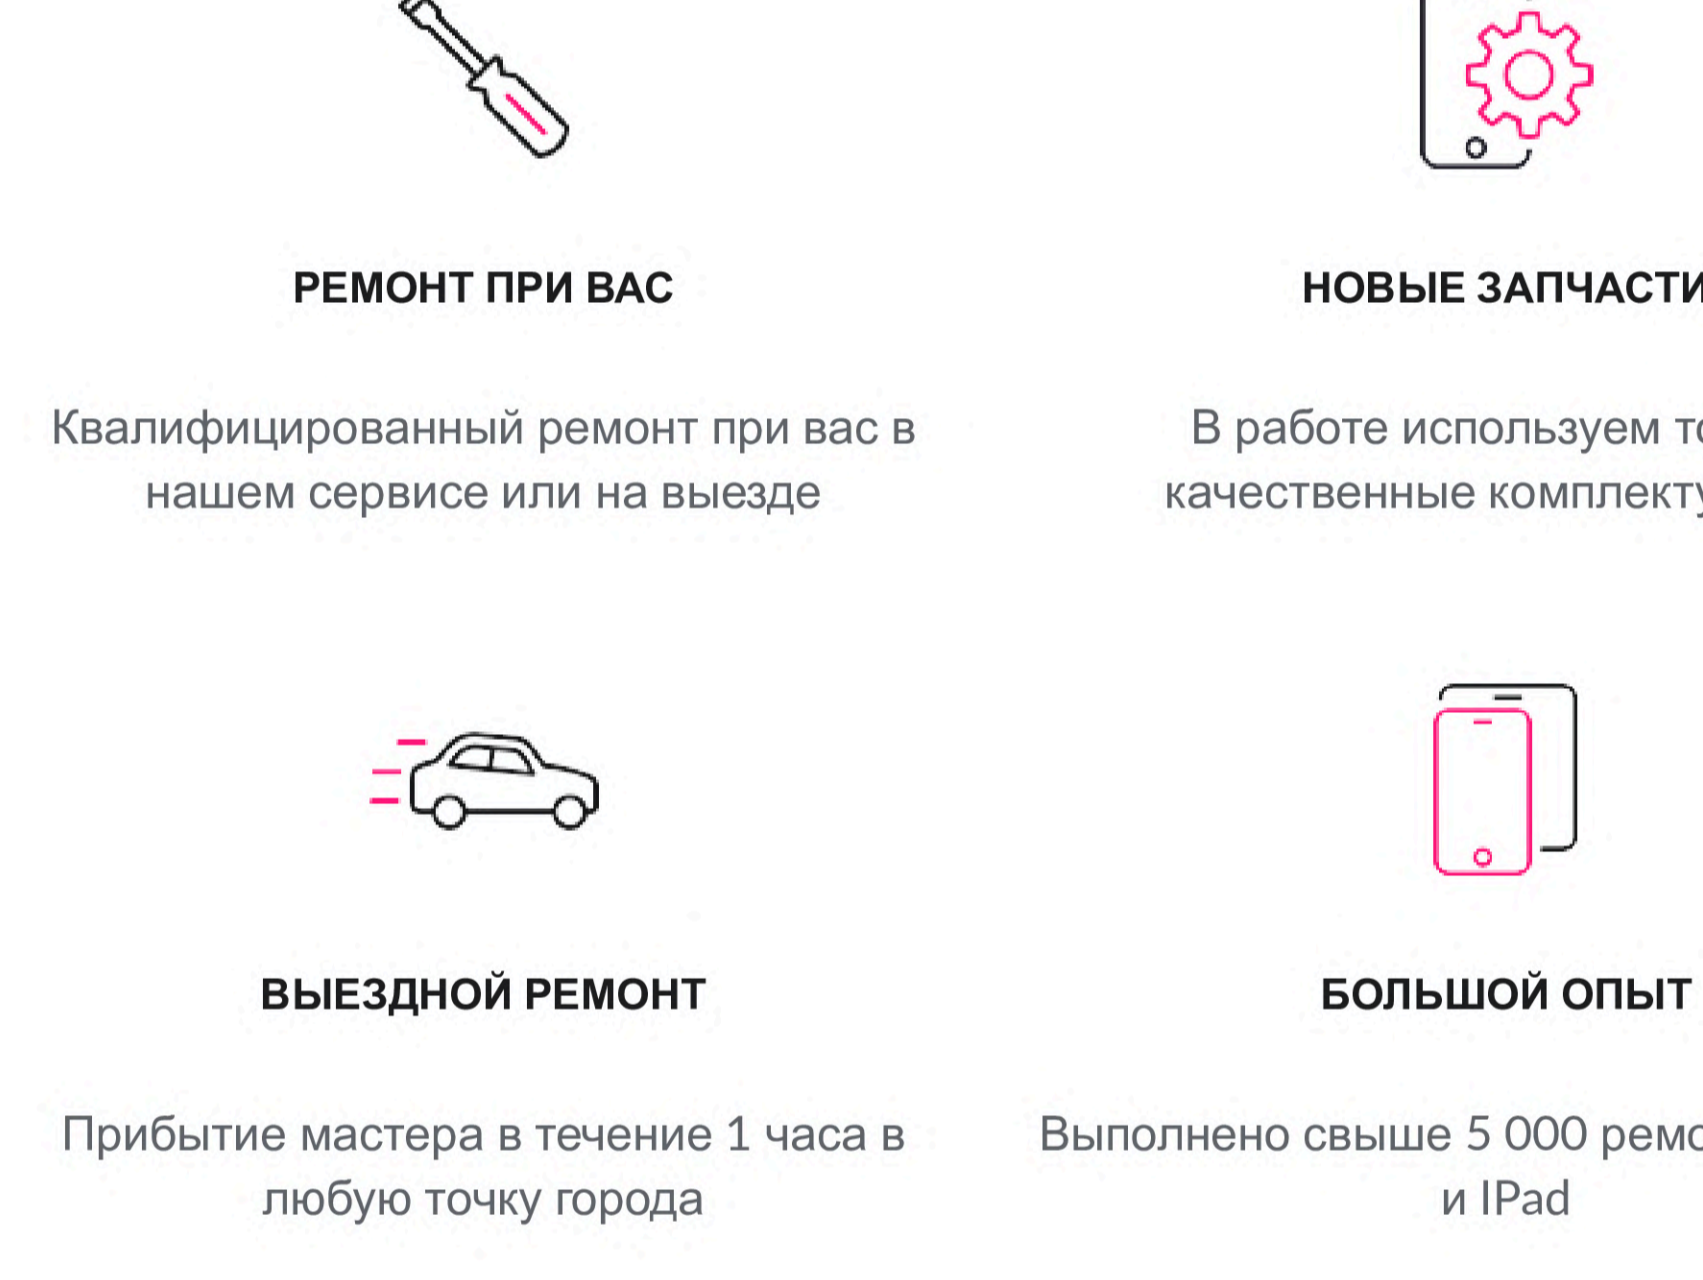 РЕМОНТ ПРИ ВАС
Квалифицированный ремонт при вас в
нашем сервисе или на выезде
НОВЫЕ ЗАПЧАСТИ
В работе используем
качественные
ВЫЕЗДНОЙ РЕМОНТ
Прибытие мастера в течение 1 часа в
любую точку города
БОЛЬШОЙ ОПЫТ
Выполнено свыше 5 000
и IPad